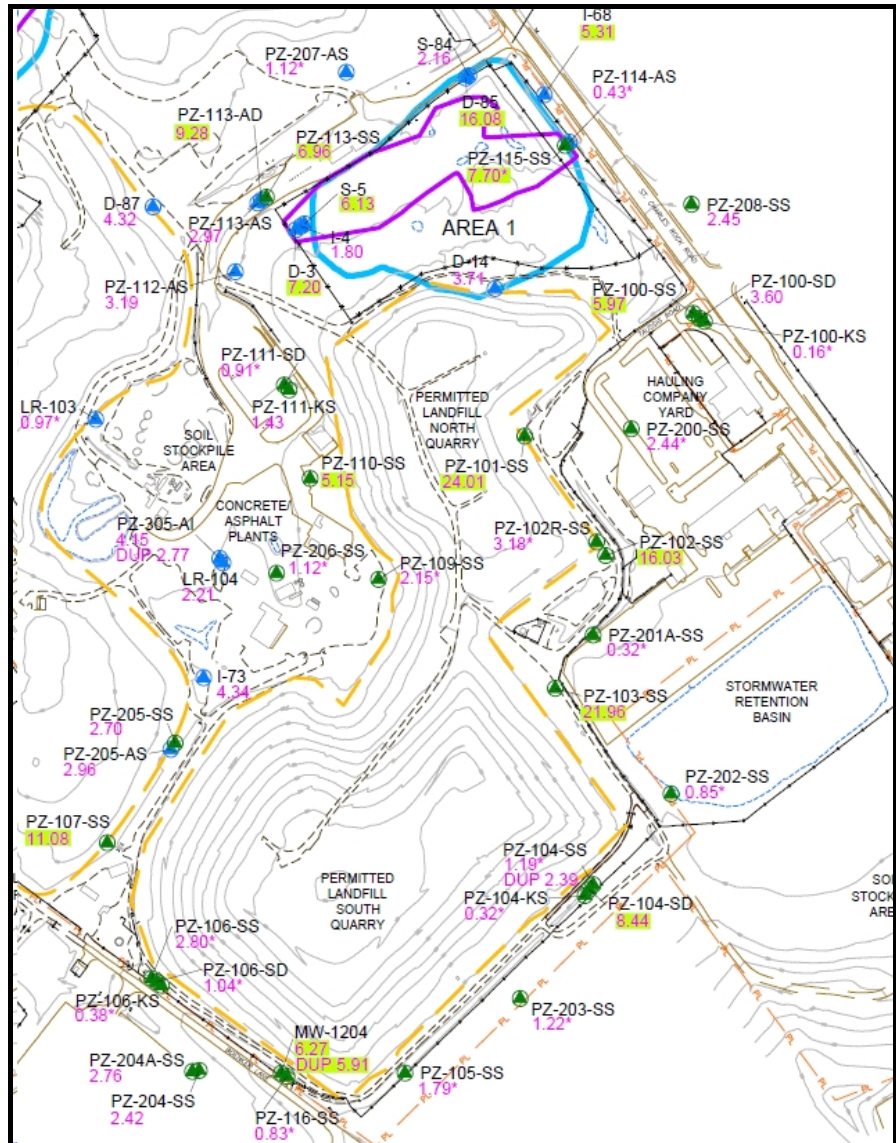 I-68
5.31
S-84
2.16
PZ-207-AS
1.12*
PZ-114-AS
0.43*
D-85
16.08
PZ-113-AD
9.28
PZ-113-SS
6.96
PZ-115-SS
7.70*
S-5
6.13
D-87
4.32
PZ-113-AS
2.97
I-4
1.80
AREA 1
ST. CHARLES ROCK ROAD
PZ-208-SS
2.45
D-3
7.20
D-14
3.71
PZ-112-AS
3.19
PZ-100-SS
5.97
PZ-100-SD
3.60
PZ-100-KS
0.16*
PZ-111-SD
0.91*
PZ-111-KS
1.43
HAULING
COMPANY
YARD
PERMITTED
LANDFILL
NORTH
QUARRY
LR-103
0.97*
SOIL
STOCKPILE
AREA
PZ-200-SS
2.44*
PZ-110-SS
5.15
PZ-101-SS
24.01
CONCRETE/
ASPHALT
PLANTS
PZ-305-AI
4.15
DUP 2.77
PZ-102R-SS
3.18*
PZ-102-SS
16.03
PZ-206-SS
1.12*
PZ-109-SS
2.15*
LR-104
2.21
PZ-201A-SS
0.32*
PL
PL
PL
I-73
4.34
PZ-103-SS
21.96
STORMWATER
RETENTION
BASIN
PZ-205-SS
2.70
PZ-205-AS
2.96
PZ-202-SS
0.85*
PZ-107-SS
11.08
PZ-104-SS
1.19*
DUP 2.39
PZ-104-KS
0.32*
PZ-104-SD
8.44
PERMITTED
LANDFILL
SOUTH
QUARRY
PZ-106-SS
2.80*
PZ-106-SD
1.04*
PZ-106-KS
0.38*
PZ-203-SS
1.22*
MW-1204
6.27
DUP 5.91
PZ-204A-SS
2.76
PZ-204-SS
2.42
PZ-105-SS
1.79*
PZ-116-SS
0.83*
PL
PL
PL